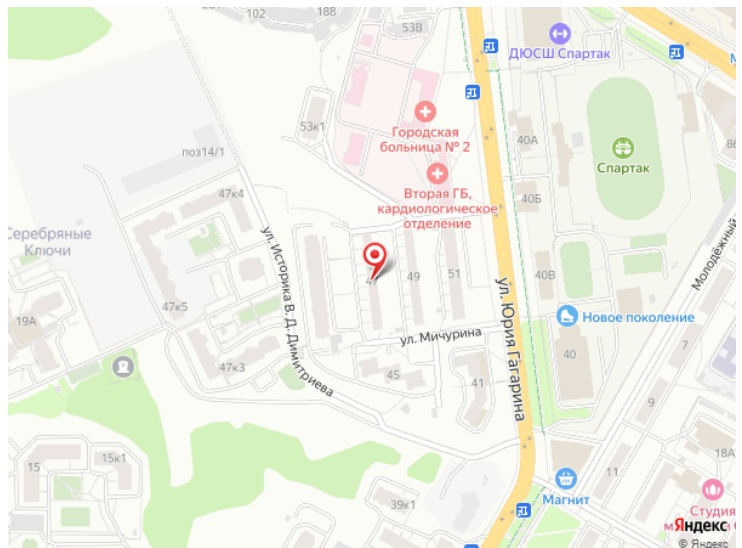 102
188
53В
ДЮСШ Спартак
53к1
Городская
больница № 2
40А
86
Спартак
поз14/1
Вторая ГБ,
кардиологическое
отделение
40Б
47к4
Серебряные
Ключи
ул. Историка В. Д. Димитриева
49
51
40В
Молодёжный
ул. Юрия Гагарина
47к5
19А
Новое поколение
ул. Мичурина
40
7
47к3
45
41
9
15
15к1
11
18А
39к1
Магнит
Студия
Яндекс
© Яндекс